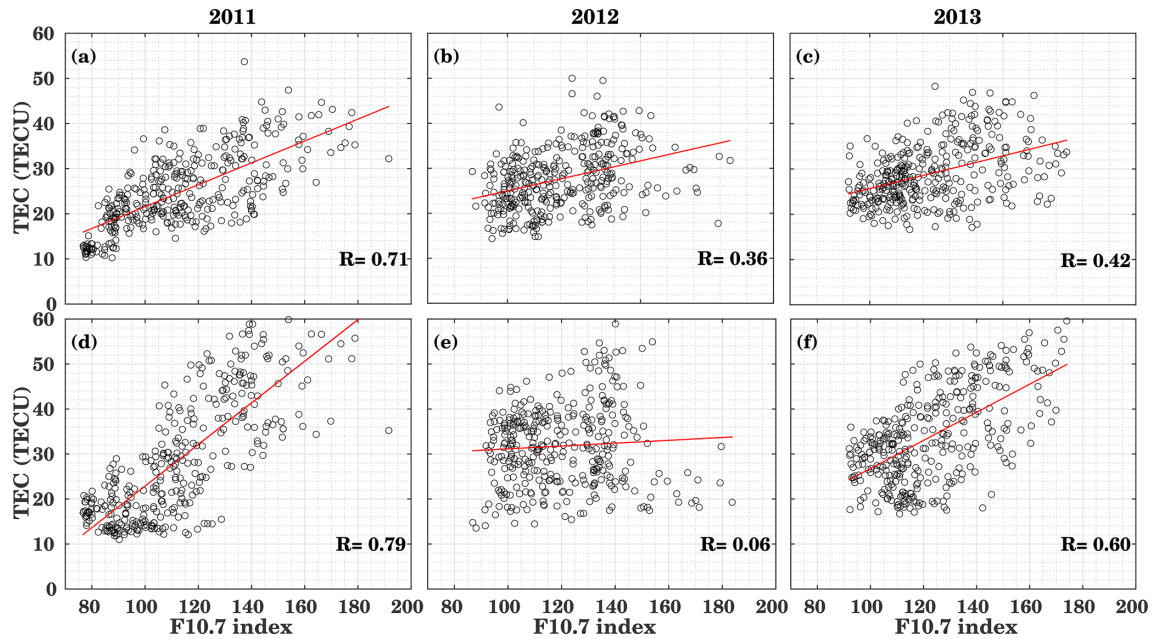 2011 2012 2013
60 (a) (b) (c)
50
40
TEC (TECU)
30
20
10 R= 0.71 R= 0.36 R= 0.42
0
60 (d) (e) (f)
50
40
TEC (TECU)
30
20
10 R= 0.79 R= 0.06 R= 0.60
0
80 100 120 140 160 180 200 80 100 120 140 160 180 200 80 100 120 140 160 180 200
F10.7 index F10.7 index F10.7 index